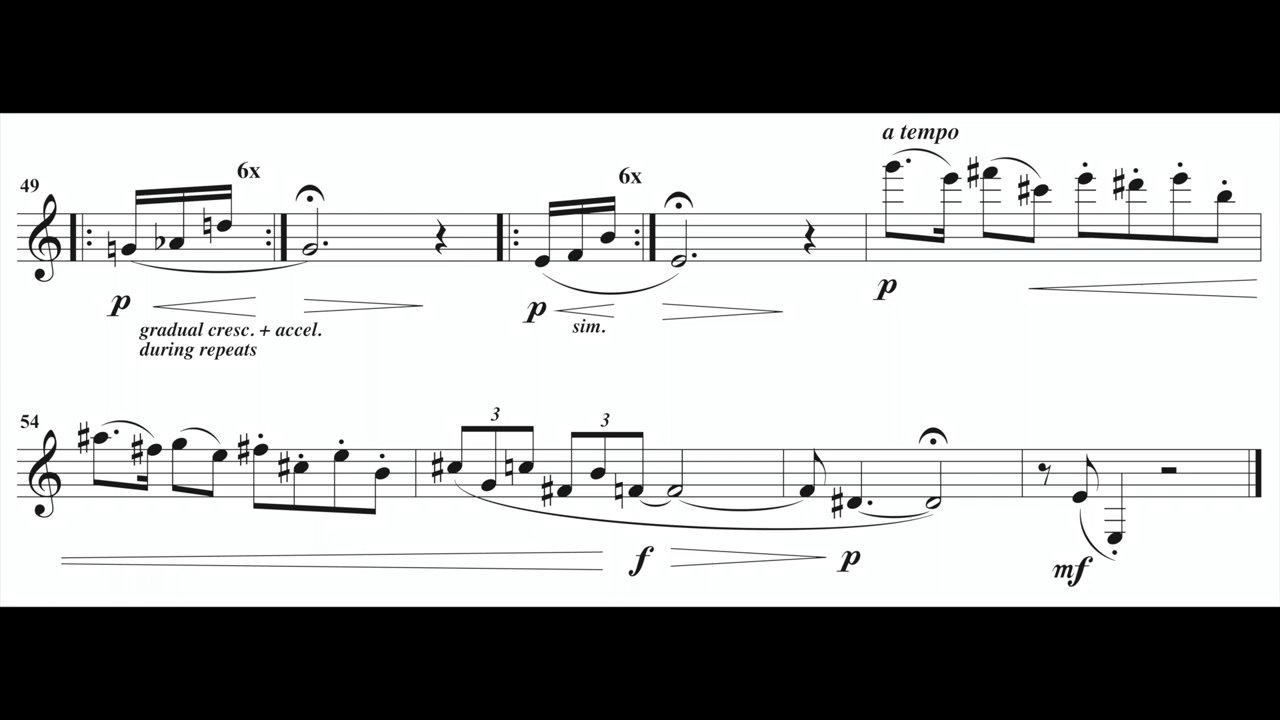 a tempo
49
6x
6x
p
p
p
gradual cresc. + accel.
sim.
during repeats
54
3
3
f
p
mf